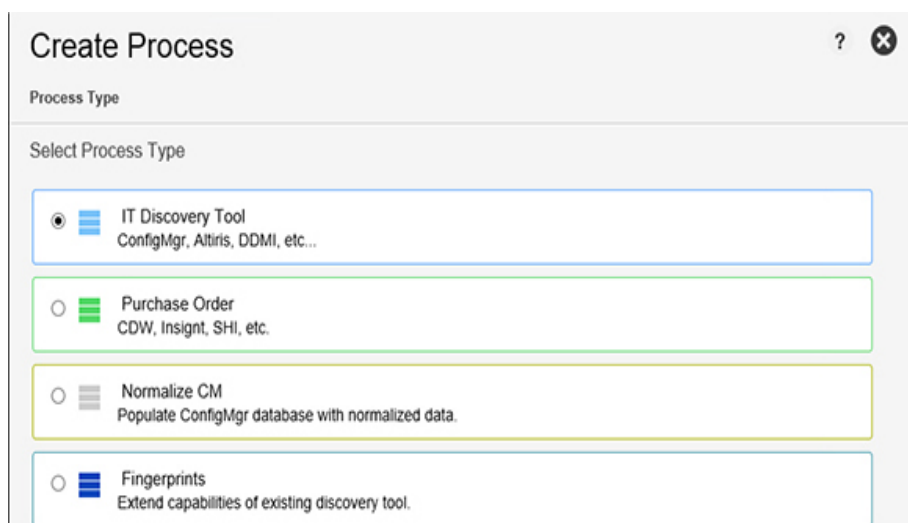 Create Process
?
Process Type
Select Process Type
IT Discovery Tool
ConfigMgr, Altiris, DDMI, etc...
Purchase Order
CDW, Insignt, SHI, etc.
Normalize CM
Populate ConfigMgr database with normalized data.
Fingerprints
Extend capabilities of existing discovery tool.